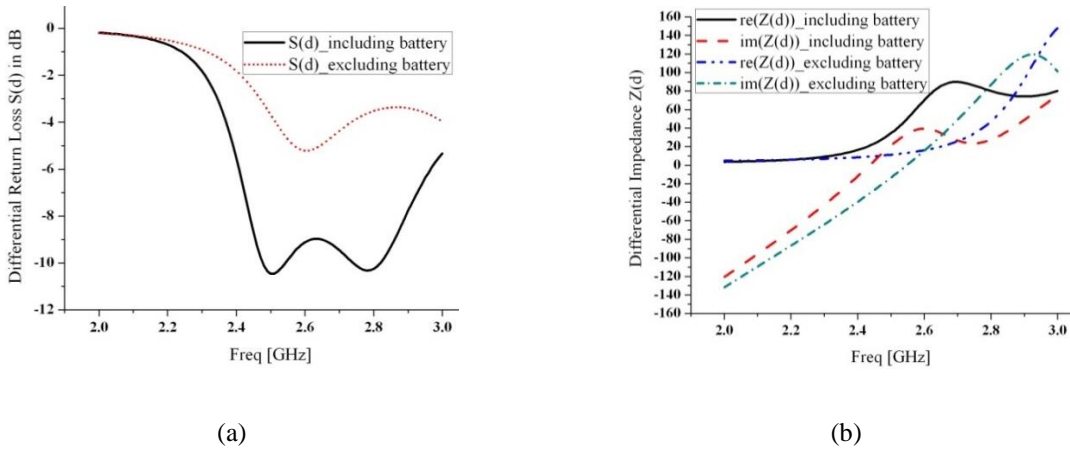 0
-2
-4
-6
-8
-10
-12
2.0 2.2 2.4 2.6 2.8 3.0
Differential Return Loss S(d) in dB
Freq [GHz]
S(d)_including battery
S(d)_excluding battery
(a)
160
140
120
100
80
60
40
20
0
-20
-40
-60
-80
-100
-120
-140
-160
2.0 2.2 2.4 2.6 2.8 3.0
Differential Impedance Z(d)
Freq [GHz]
re(Z(d))_including battery
im(Z(d))_including battery
re(Z(d))_excluding battery
im(Z(d))_excluding battery
(b)